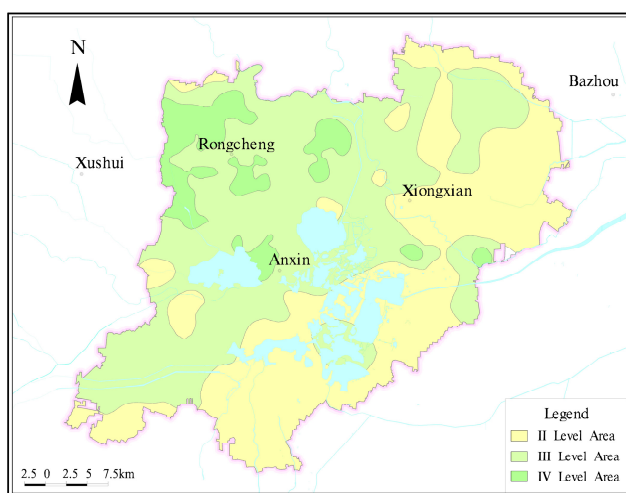 N
Bazhou
Rongcheng
Xushui
Xiongxian
Anxin
Legend
II Level Area
III Level Area
IV Level Area
2.5 0 2.5 5 7.5km